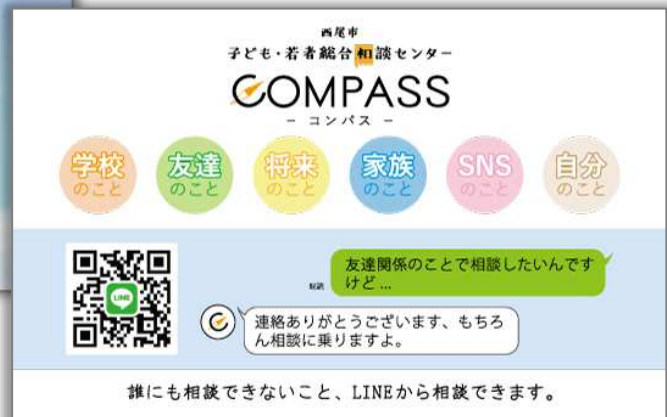 西尾市
子ども・若者総合相談センター
COMPASS
- コンパス -
学校
のこと
友達
のこと
将来
のこと
家族
のこと
SNS
のこと
自分
のこと
友達関係のことで相談したいんです
けど...
既読
LINE
連絡ありがとうございます、もちろ
ん相談に乗りますよ。
誰にも相談できないこと、LINEから相談できます。